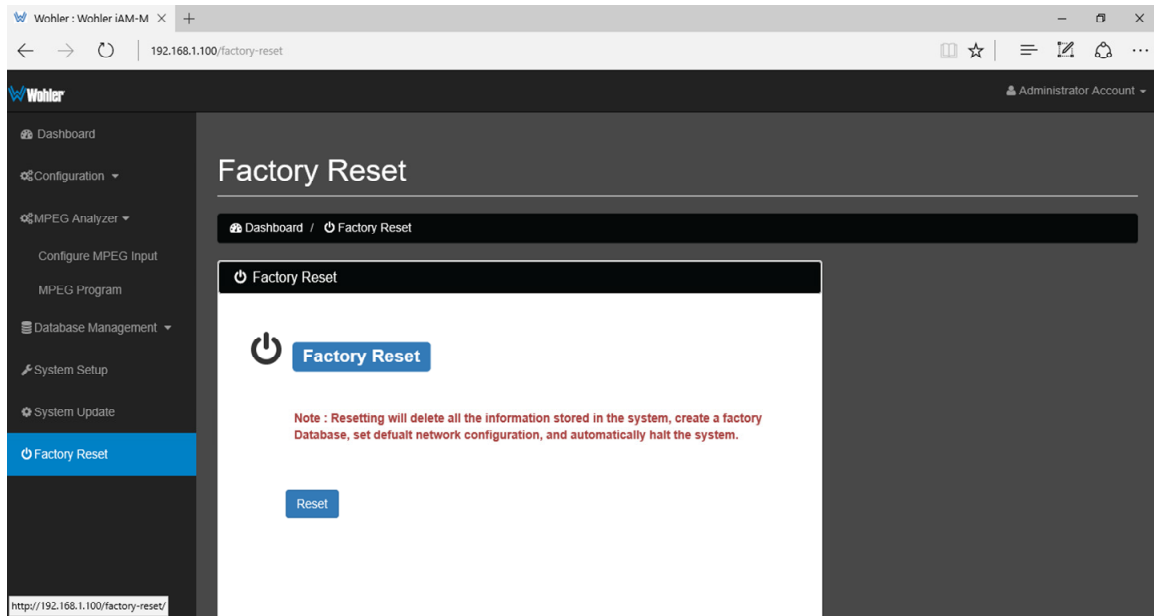 Wohler : Wohler iAM-M
192.168.1.100/factory-reset
Wohler
Administrator Account
Dashboard
Configuration
MPEG Analyzer
Configure MPEG Input
MPEG Program
Database Management
System Setup
System Update
Factory Reset
Factory Reset
Dashboard / Factory Reset
Factory Reset
Factory Reset
Note : Resetting will delete all the information stored in the system, create a factory
Database, set defualt network configuration, and automatically halt the system.
Reset
http://192.168.1.100/factory-reset/